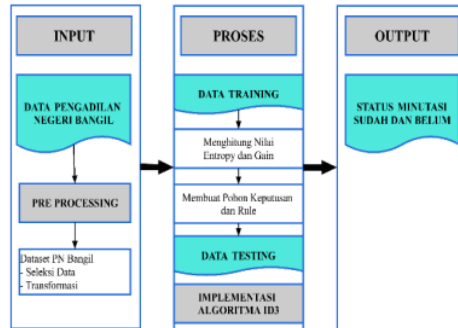 INPUT
DATA PENGADILAN
NEGERI BANGIL
PRE PROCESSING
Dataset PN Bangil
- Seleksi Data
- Transformasi
PROSES
DATA TRAINING
Menghitung Nilai
Entropy dan Gain
Membuat Pohon Keputusan
dan Rule
DATA TESTING
IMPLEMENTASI
ALGORITMA ID3
OUTPUT
STATUS MINUTASI
SUDAH DAN BELUM